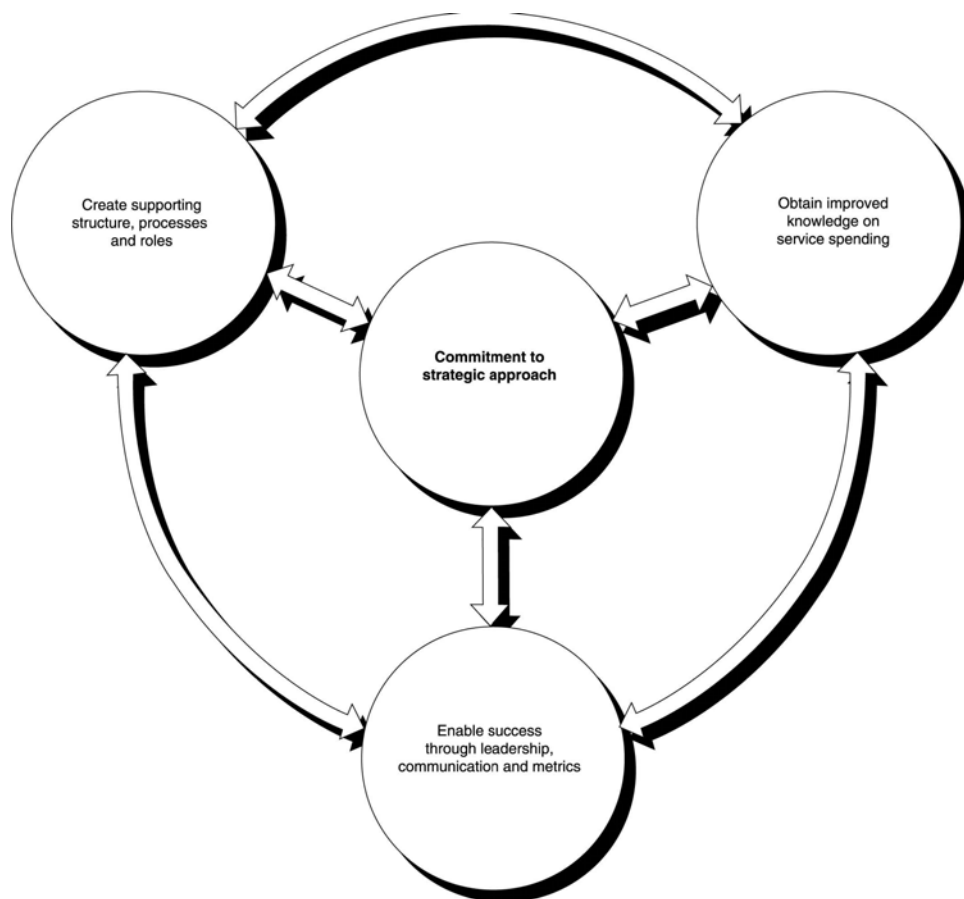 Create supporting
structure, processes
and roles
Obtain improved
knowledge on
service spending
Commitment to
strategic approach
Enable success
through leadership,
communication and metrics